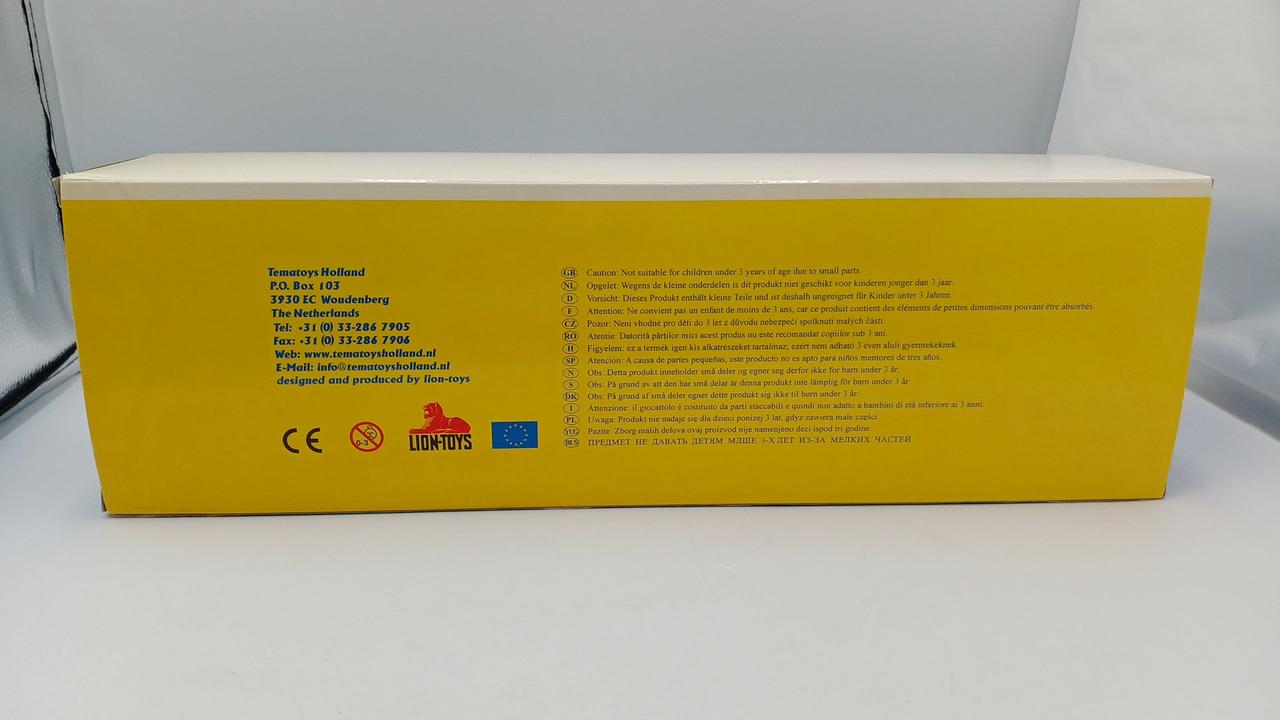 Tematoys Holland
P.O. Box 103
3930 EC Woudenberg
The Netherlands
Tel: +31 (0) 33-286 7905
Fax: +31 (0) 33-286 7906
Web: www.tematoysholland.nl
E-Mail: info@tematoysholland.nl
designed and produced by lion-toys
CE
0-3
LION-TOYS
GB Caution: Not suitable for children under 3 years of age due to small parts.
NL Opgelet: Wegens de kleine onderdelen is dit produkt niet geschikt voor kinderen jonger dan 3 jaar.
D Vorsicht: Dieses Produkt enthält kleine Teile und ist deshalb ungeeignet für Kinder unter 3 Jahren.
F Attention: Ne convient pas un enfant de moins de 3 ans, car ce produit contient des éléments de petites dimensions pouvant être absorbés.
CZ Pozor: Neni vhodné pro děti do 3 let z důvodu nebezpečí spolknutí malých částí.
RO Atentie: Datorită părţilor mici acest produs nu este recomandat copiilor sub 3 ani.
H Figyelem: ez a termék igen kis alkatrészeket tartalmaz; ezért nem adható 3 éven aluli gyermekeknek.
SP Atencion: A causa de partes pequeñas, este producto no es apto para niños memores de tres años.
N Obs: Detta produkt inneholder små deler og egner seg derfor ikke for barn under 3 år.
S Obs: På grund av att den har små delar är denna produkt inte lämplig för barn under 3 år
DK Obs: På grund af små deler egner dette produkt sig ikke til børn under 3 år.
I Attenzione: il giocattolo è costituito da parti staccabili e quindi non adatto a bambini di età inferiore ai 3 anni.
PL Uwaga: Produkt nie nadaje się dla dzieci ponizej 3 lat, gdyz zawiera małe cześci.
YUG Pazite: Zborg malih delova ovaj proizvod nije namenjeno deci ispod tri godine.
RUS ПРЕДМЕТ НЕ ДАВАТЬ ДЕТЯМ МЛШЕ 3-Х ЛЕТ ИЗ-ЗА МЕЛКИХ ЧАСТЕЙ